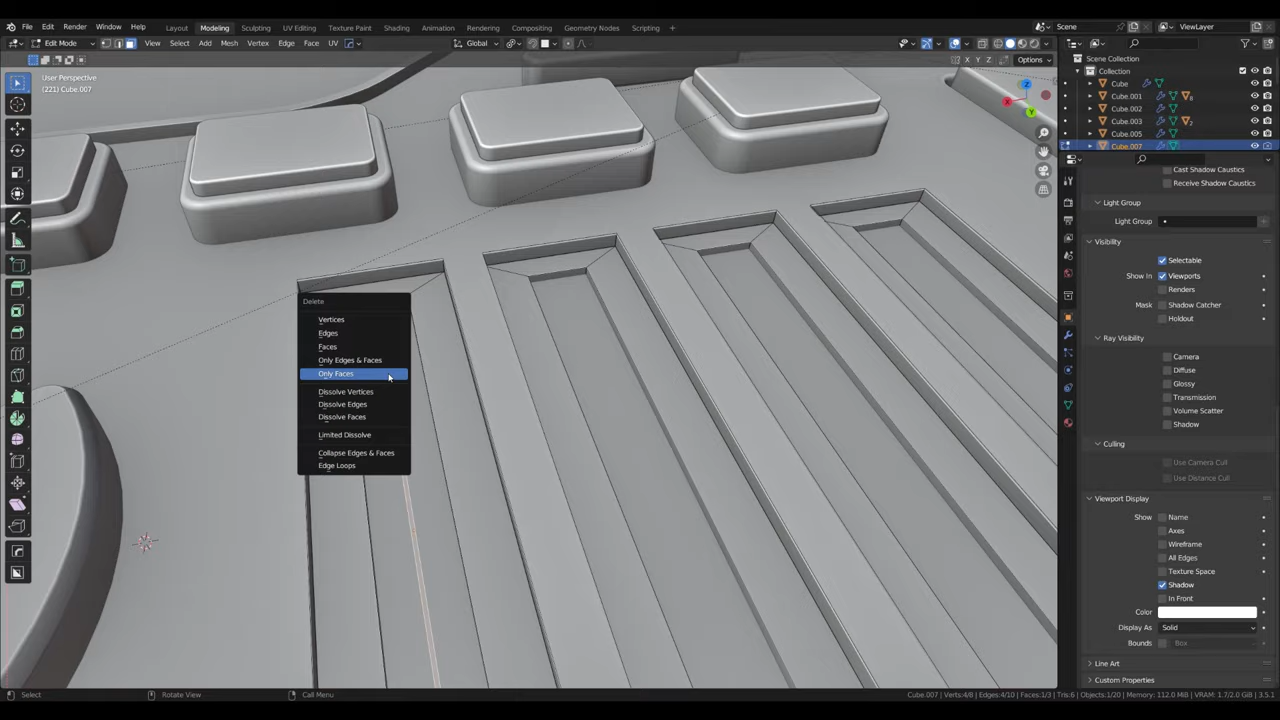 File Edit Render Window Help Layout Modeling Sculpting UV Editing Texture Paint Shading Animation Rendering Compositing Geometry Nodes Scripting + Scene ViewLayer
Edit Mode View Select Add Mesh Vertex Edge Face UV Global
X Y Z Options
User Perspective
(221) Cube.007
Z
X
Y
Scene Collection
Collection
Cube
Cube.001 8
Cube.002
Cube.003 2
Cube.005
Cube.007
Cast Shadow Caustics
Receive Shadow Caustics
Light Group
Light Group
Visibility
Selectable
Show In Viewports
Renders
Mask Shadow Catcher
Holdout
Ray Visibility
Camera
Diffuse
Glossy
Transmission
Volume Scatter
Shadow
Culling
Use Camera Cull
Use Distance Cull
Viewport Display
Show Name
Axes
Wireframe
All Edges
Texture Space
Shadow
In Front
Color
Display As Solid
Bounds Box
Line Art
Custom Properties
Delete
Vertices
Edges
Faces
Only Edges & Faces
Only Faces
Dissolve Vertices
Dissolve Edges
Dissolve Faces
Limited Dissolve
Collapse Edges & Faces
Edge Loops
Select Rotate View Call Menu Cube.007 | Verts:4/8 | Edges:4/10 | Faces:1/3 | Tris:6 | Objects:1/20 | Memory: 112.0 MiB | VRAM: 1.7/2.0 GiB | 3.5.1